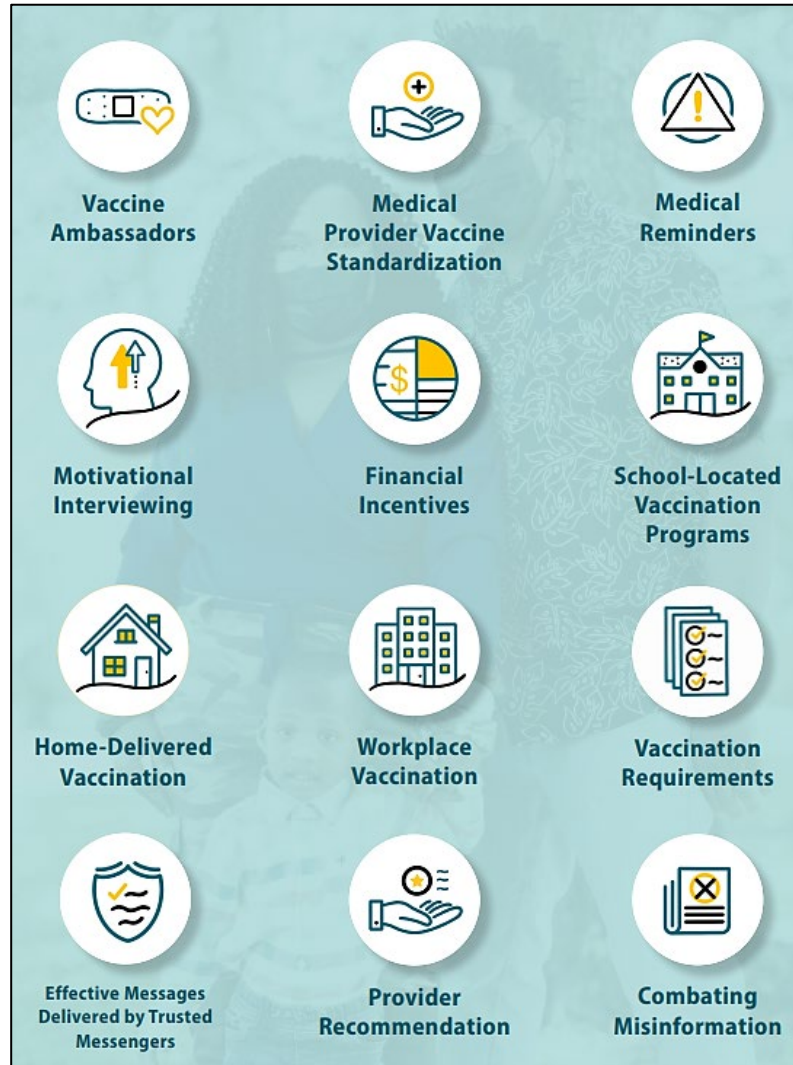 Vaccine
Ambassadors
Medical
Provider Vaccine
Standardization
Medical
Reminders
Motivational
Interviewing
$
Financial
Incentives
School-Located
Vaccination
Programs
Home-Delivered
Vaccination
Workplace
Vaccination
Vaccination
Requirements
Effective Messages
Delivered by Trusted
Messengers
Provider
Recommendation
Combating
Misinformation